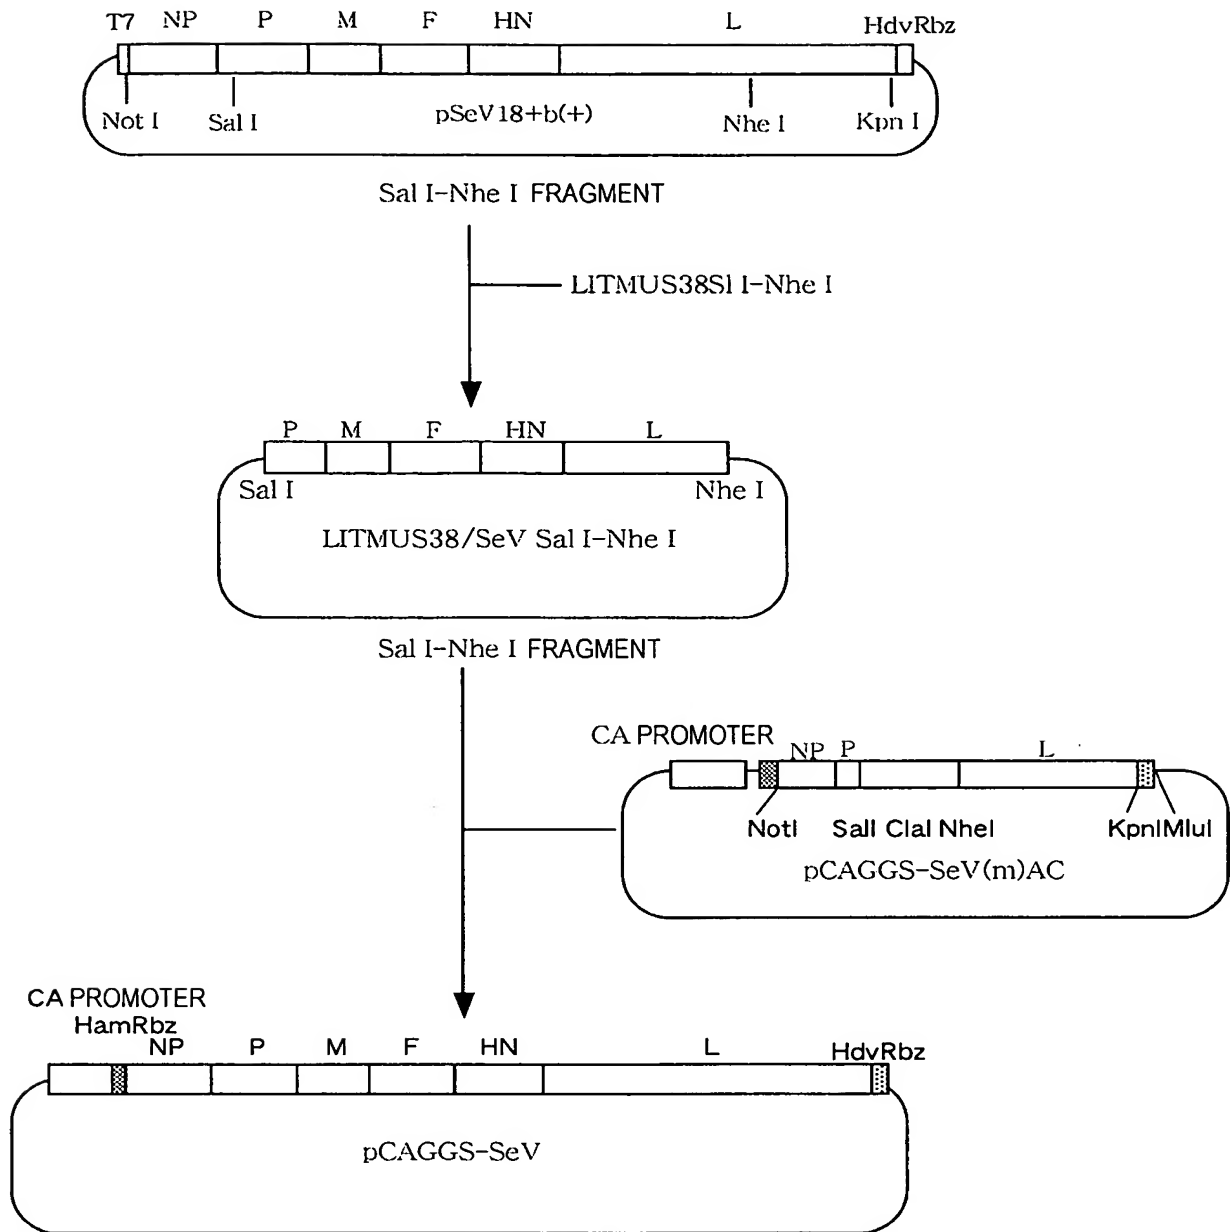 T7 NP P M F HN L HdvRbz
Not I Sal I pSeV18+b(+) Nhe I Kpn I
Sal I-Nhe I FRAGMENT
LITMUS38Sl I-Nhe I
P M F HN L
Sal I Nhe I
LITMUS38/SeV Sal I-Nhe I
Sal I-Nhe I FRAGMENT
CA PROMOTER
NP P L
NotI SalI ClaI NheI KpnIMluI
pCAGGS-SeV(m)AC
CA PROMOTER
HamRbz
NP P M F HN L HdvRbz
pCAGGS-SeV